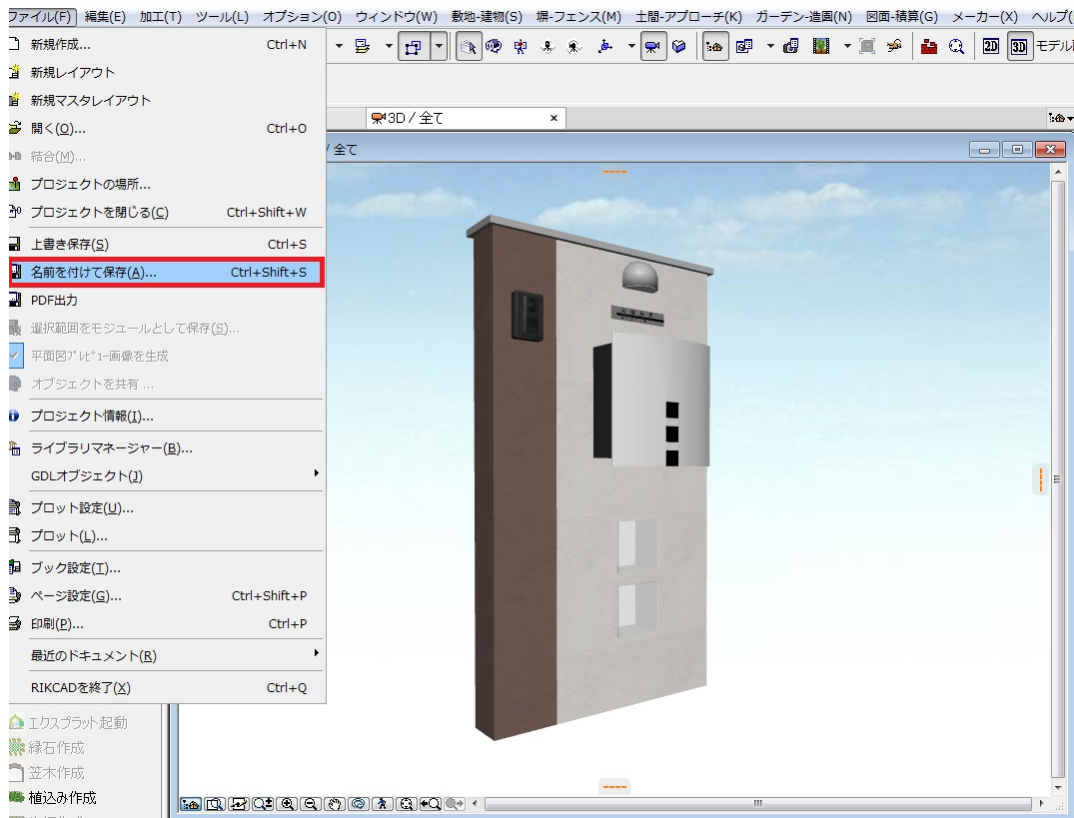 ファイル(F) 編集(E) 加工(T) ツール(L) オプション(O) ウィンドウ(W) 敷地-建物(S) 塀-フェンス(M) 土間-アプローチ(K) ガーデン-造園(N) 図面-積算(G) メーカー(X) ヘルプ(
新規作成... Ctrl+N
2D 3D モデル
新規レイアウト
新規マスタレイアウト
3D / 全て
開く(O)... Ctrl+O
/ 全て
結合(M)...
プロジェクトの場所...
プロジェクトを閉じる(C) Ctrl+Shift+W
上書き保存(S) Ctrl+S
名前を付けて保存(A)... Ctrl+Shift+S
PDF出力
選択範囲をモジュールとして保存(S)...
平面図プレビュー画像を生成
オブジェクトを共有 ...
プロジェクト情報(I)...
ライブラリマネージャー(B)...
GDLオブジェクト(J)
プロット設定(U)...
プロット(L)...
ブック設定(T)...
ページ設定(G)... Ctrl+Shift+P
印刷(P)... Ctrl+P
最近のドキュメント(R)
RIKCADを終了(X) Ctrl+Q
エクスプラット起動
縁石作成
笠木作成
植込み作成